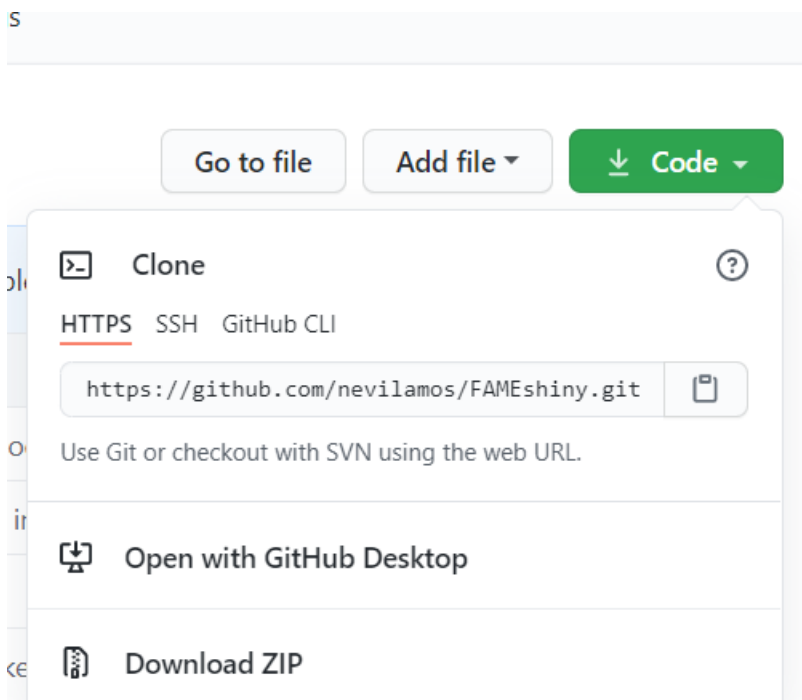 s
Go to file Add file Code
Clone
HTTPS SSH GitHub CLI
https://github.com/nevilamos/FAMEshiny.git
Use Git or checkout with SVN using the web URL.
Open with GitHub Desktop
Download ZIP